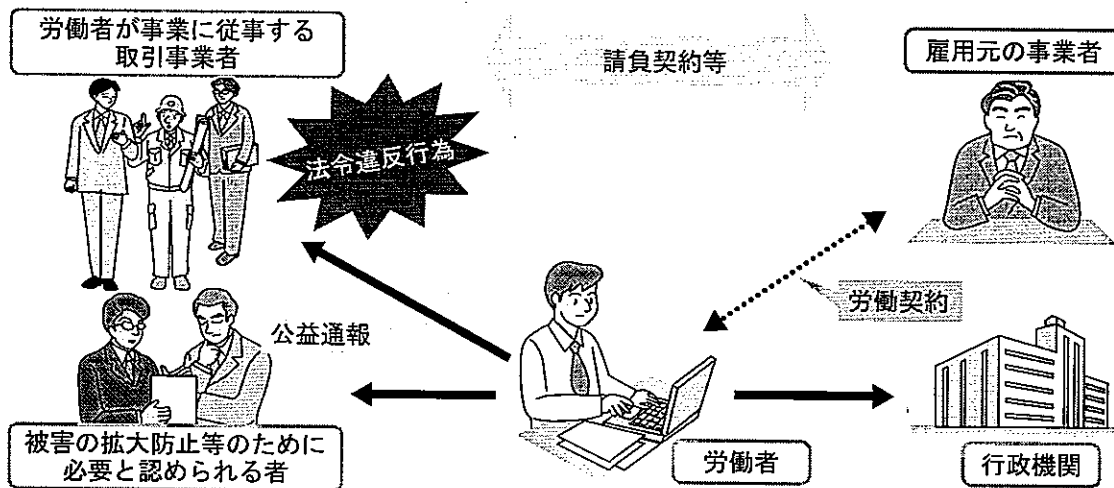 労働者が事業に従事する
取引事業者
請負契約等
雇用元の事業者
法令違反行為
労働契約
公益通報
被害の拡大防止等のために
必要と認められる者
労働者
行政機関